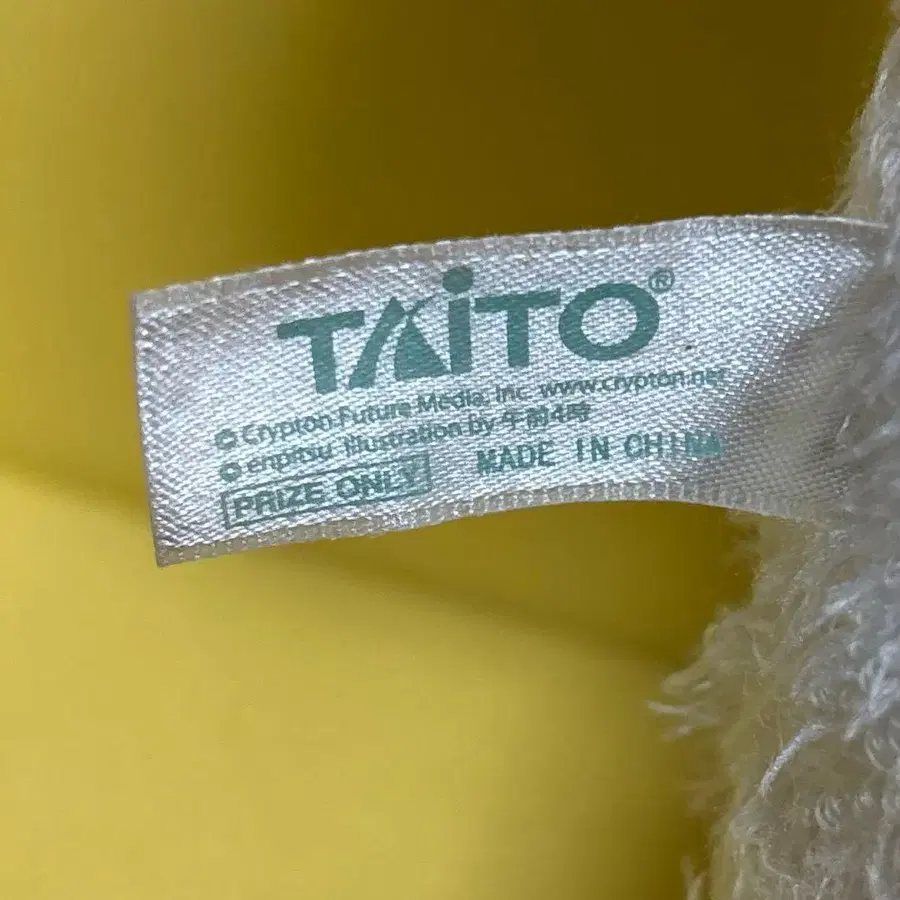 TAiTO®
© Crypton Future Media, Inc. www.crypton.net
© enpitsu Illustration by 午前4時
PRIZE ONLY MADE IN CHINA